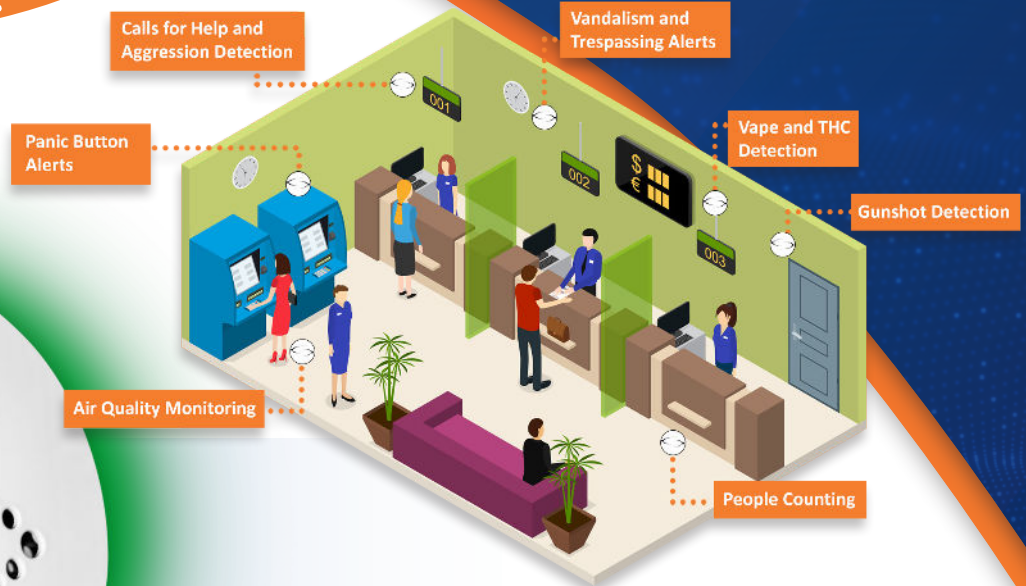 Calls for Help and
Aggression Detection
Vandalism and
Trespassing Alerts
Panic Button
Alerts
Vape and THC
Detection
Gunshot Detection
Air Quality Monitoring
People Counting
001
002
003
$
€